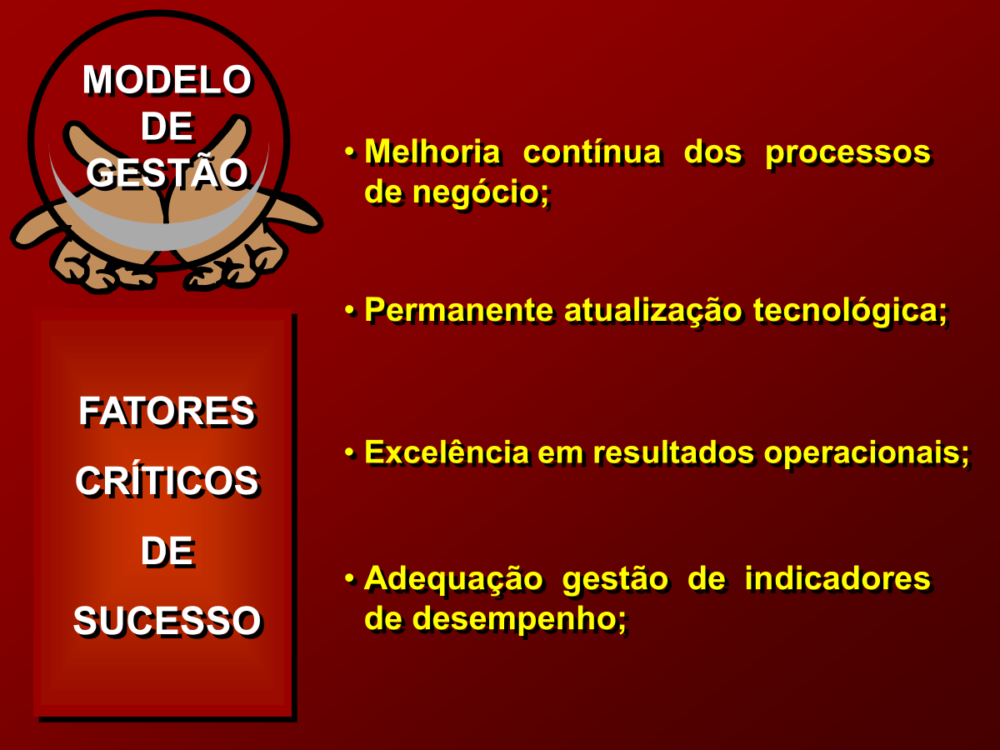 MODELO
DE
GESTÃO
FATORES
CRÍTICOS
DE
SUCESSO
• Melhoria contínua dos processos
de negócio;
• Permanente atualização tecnológica;
• Excelência em resultados operacionais;
• Adequação gestão de indicadores
de desempenho;